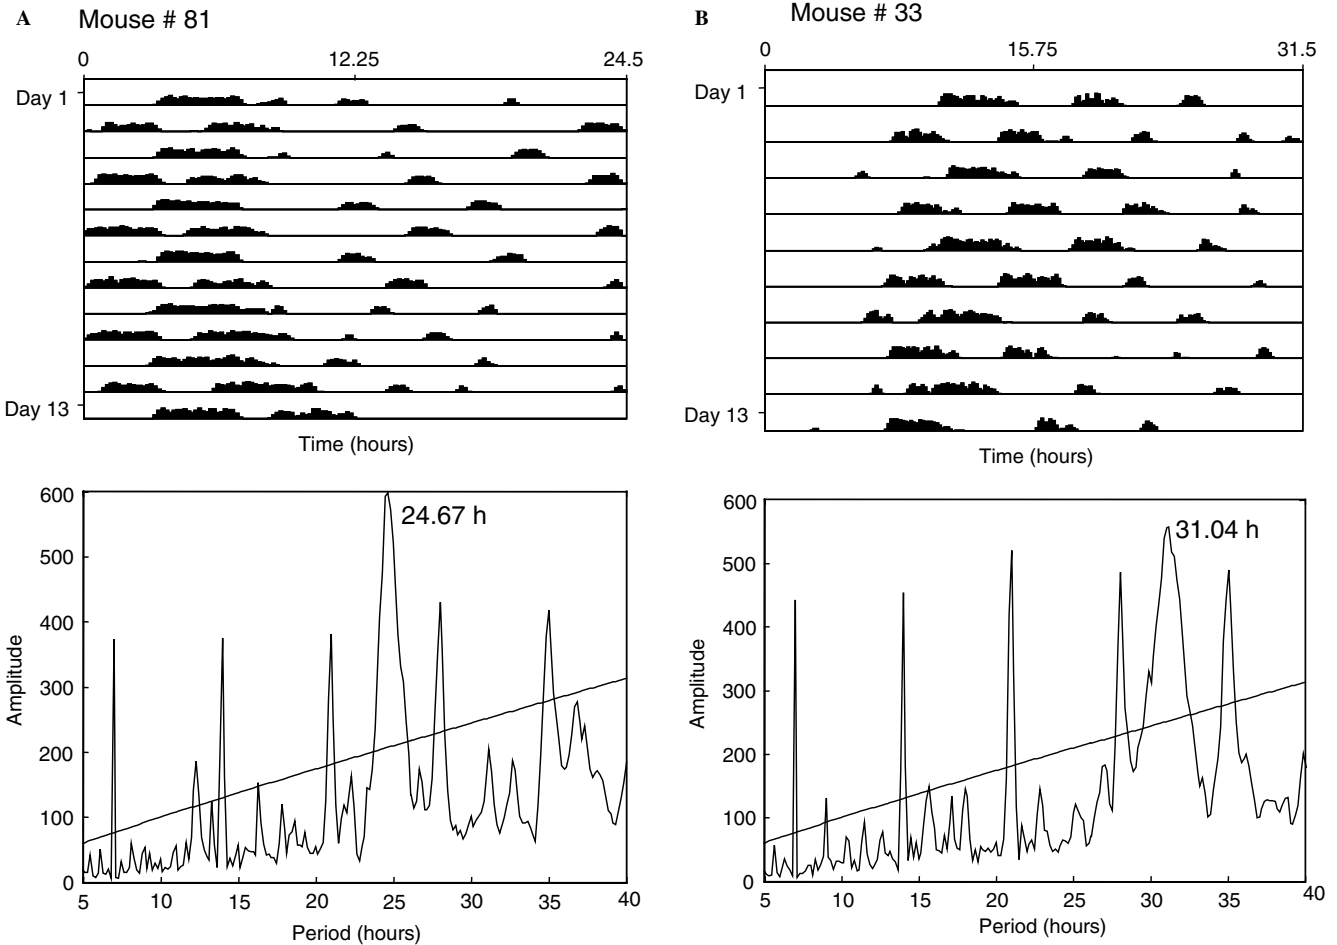 A
Mouse # 81
0
12.25
24.5
Day 1
Day 13
Time (hours)
600
500
400
300
200
100
0
Amplitude
24.67 h
5
10
15
20
25
30
35
40
Period (hours)
B
Mouse # 33
0
15.75
31.5
Day 1
Day 13
Time (hours)
600
500
400
300
200
100
0
Amplitude
31.04 h
5
10
15
20
25
30
35
40
Period (hours)